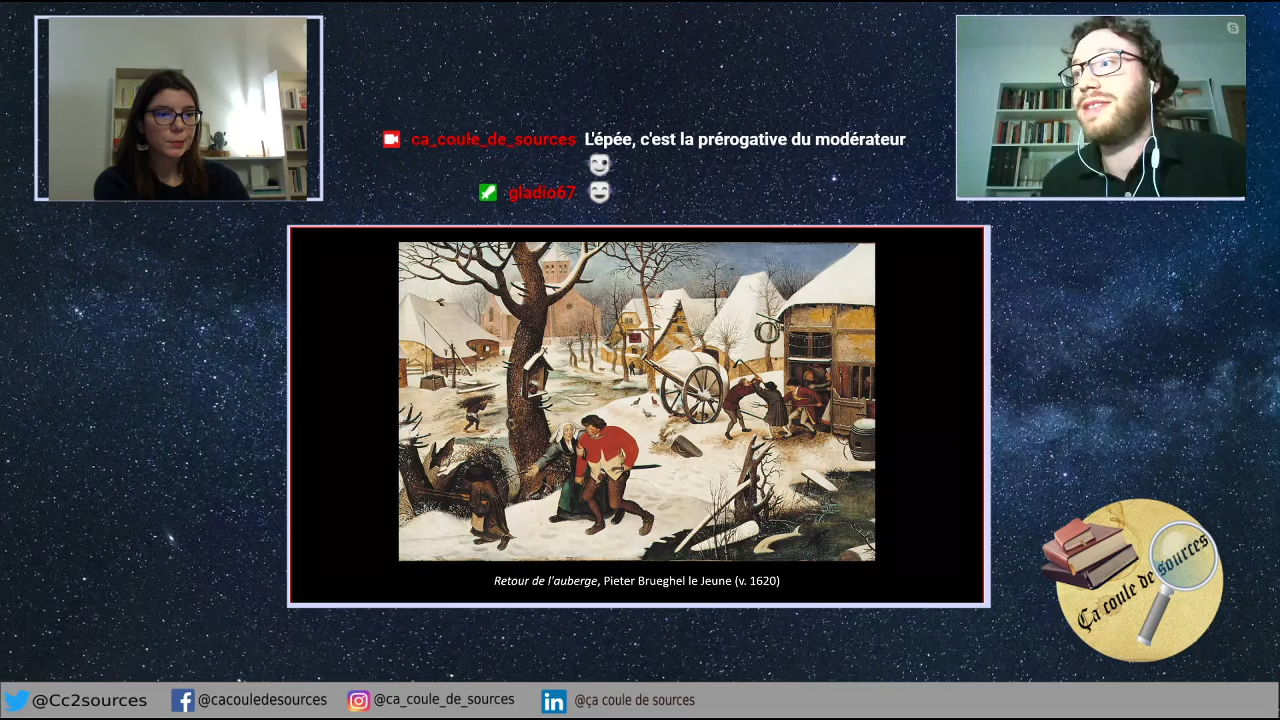 ca_coule_de_sources L'épée, c'est la prérogative du modérateur
gladio67
Retour de l'auberge, Pieter Brueghel le Jeune (v. 1620)
Ça coule de sources
@Cc2sources @cacouledesources @ca_coule_de_sources in @ça coule de sources